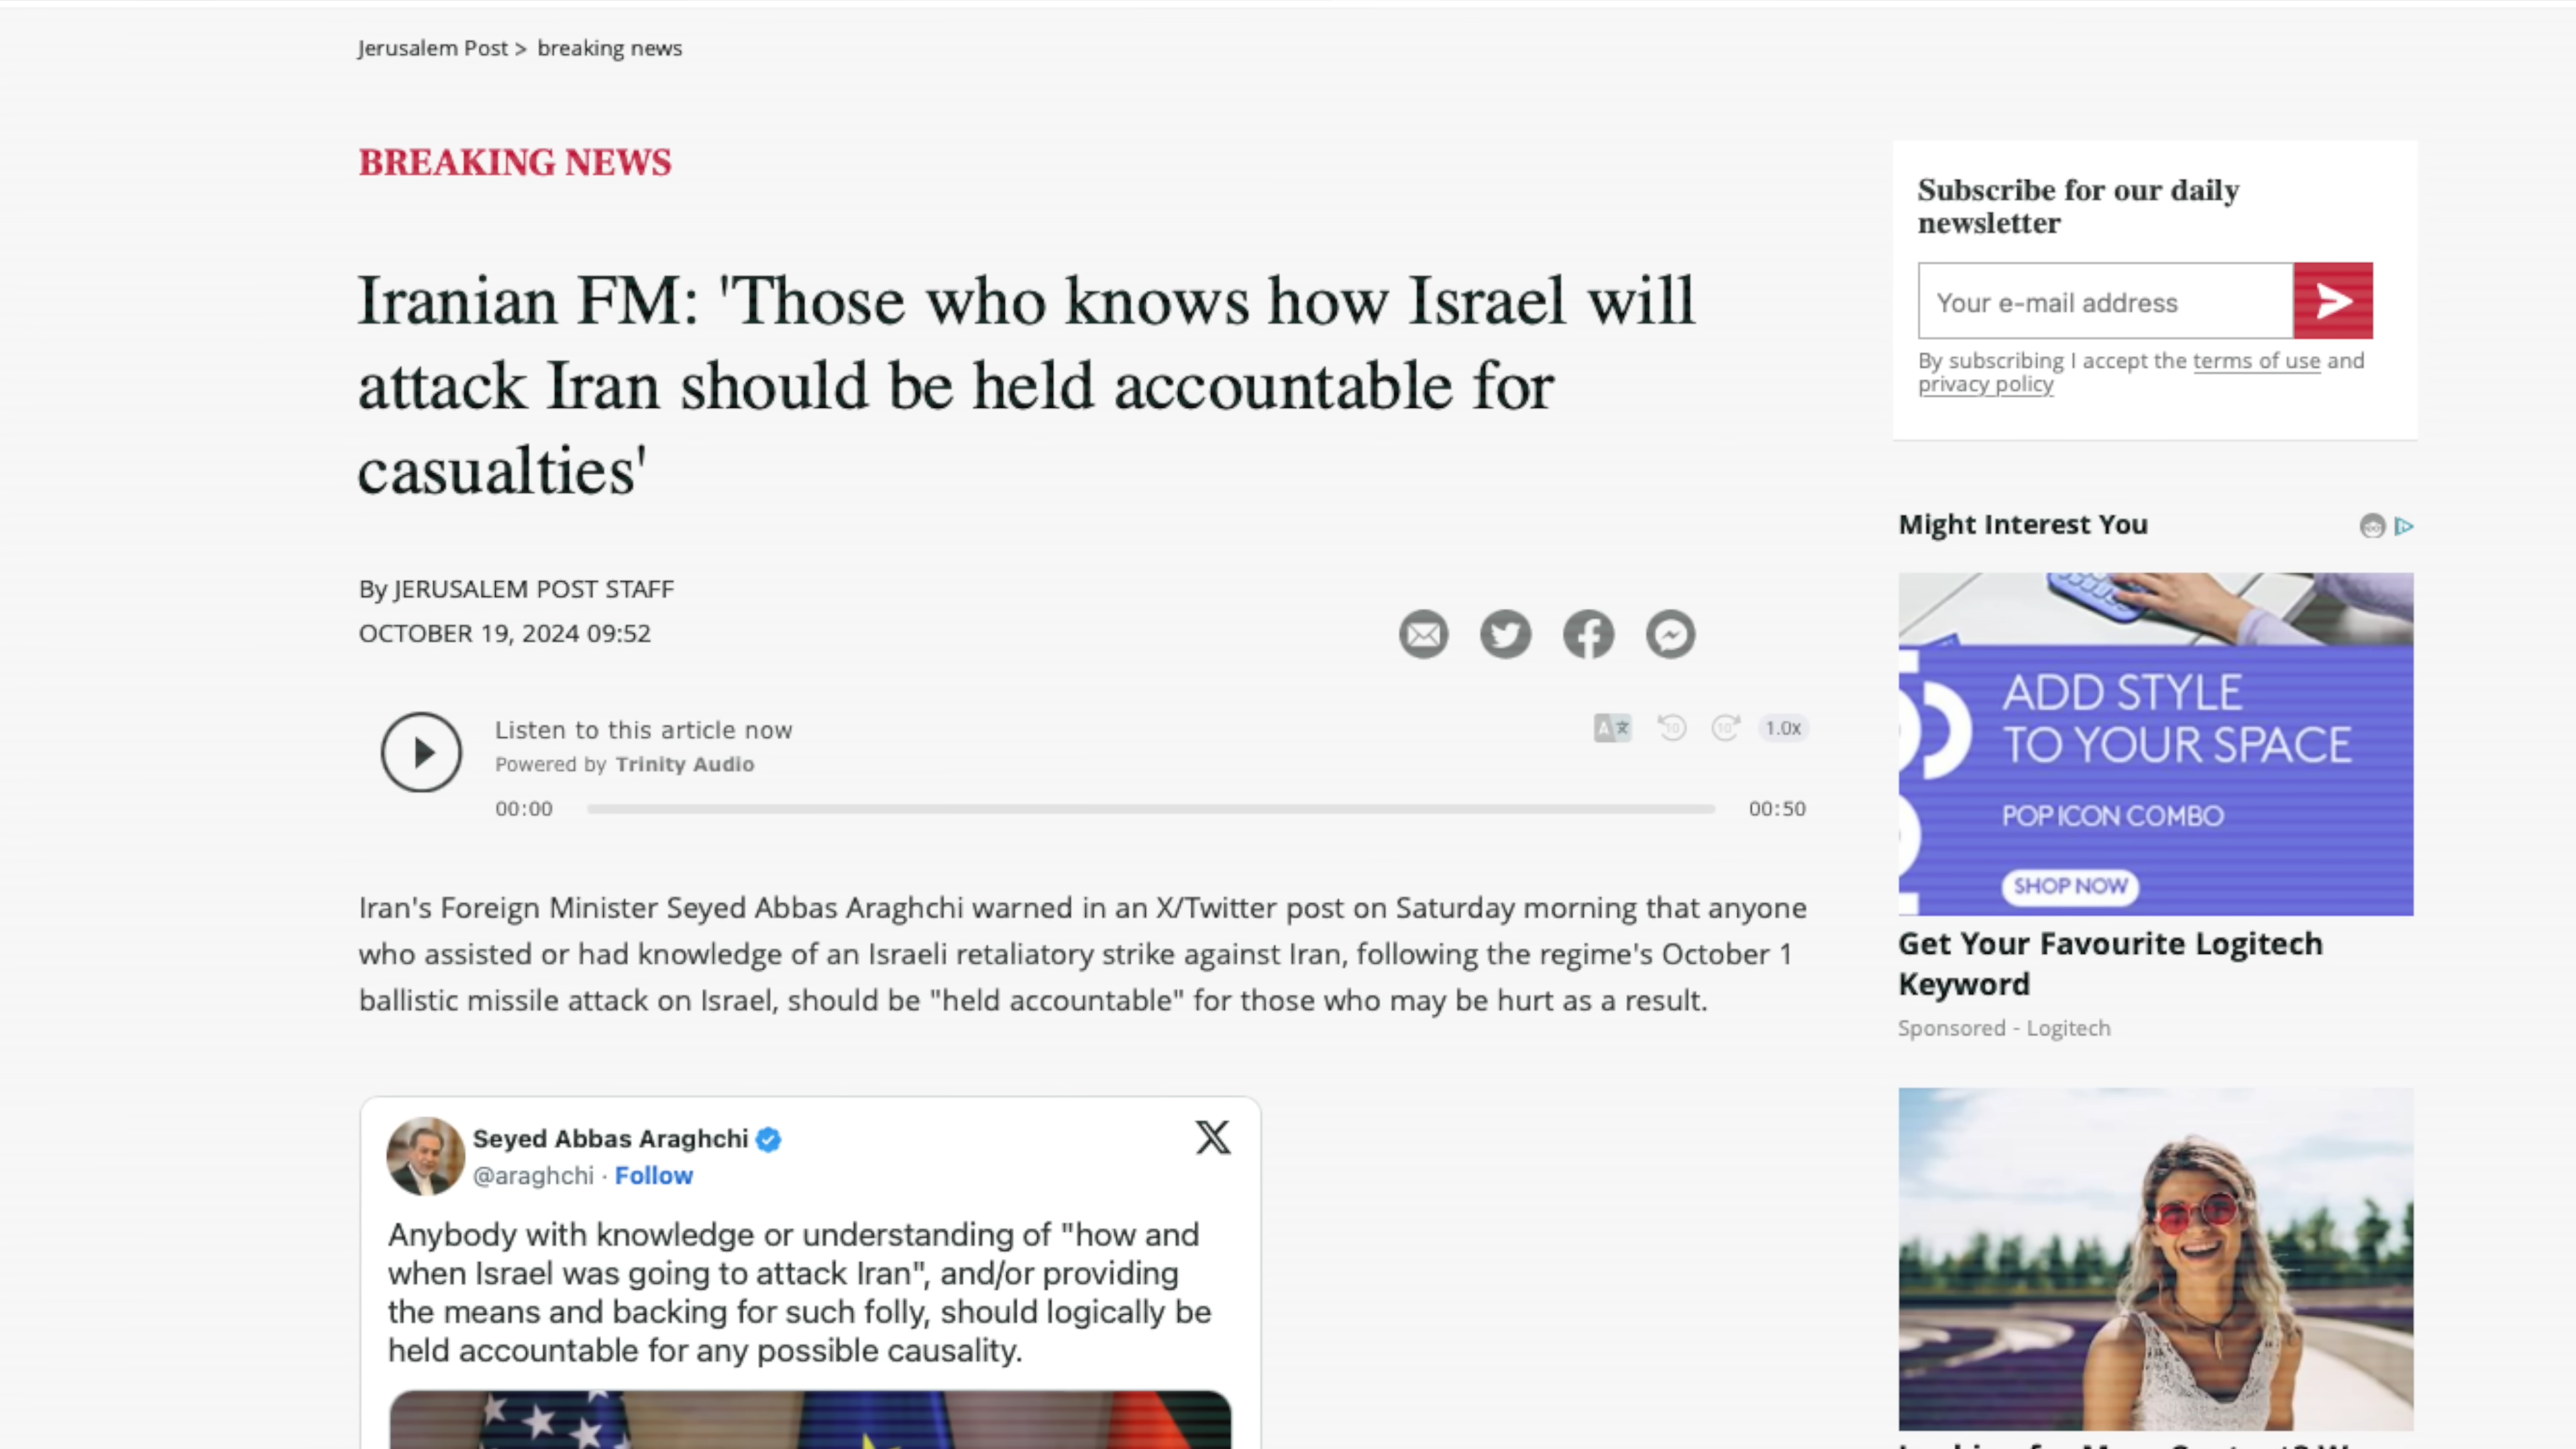 Jerusalem Post > breaking news
BREAKING NEWS
Iranian FM: 'Those who knows how Israel will
attack Iran should be held accountable for
casualties'
By JERUSALEM POST STAFF
OCTOBER 19, 2024 09:52
Listen to this article now
Powered by Trinity Audio
1.0x
10
10
00:00
00:50
Iran's Foreign Minister Seyed Abbas Araghchi warned in an X/Twitter post on Saturday morning that anyone
who assisted or had knowledge of an Israeli retaliatory strike against Iran, following the regime's October 1
ballistic missile attack on Israel, should be "held accountable" for those who may be hurt as a result.
Seyed Abbas Araghchi
@araghchi · Follow
Anybody with knowledge or understanding of "how and
when Israel was going to attack Iran", and/or providing
the means and backing for such folly, should logically be
held accountable for any possible causality.
Subscribe for our daily
newsletter
Your e-mail address
By subscribing I accept the terms of use and
privacy policy
Might Interest You
ADD STYLE
TO YOUR SPACE
POP ICON COMBO
SHOP NOW
Get Your Favourite Logitech
Keyword
Sponsored - Logitech